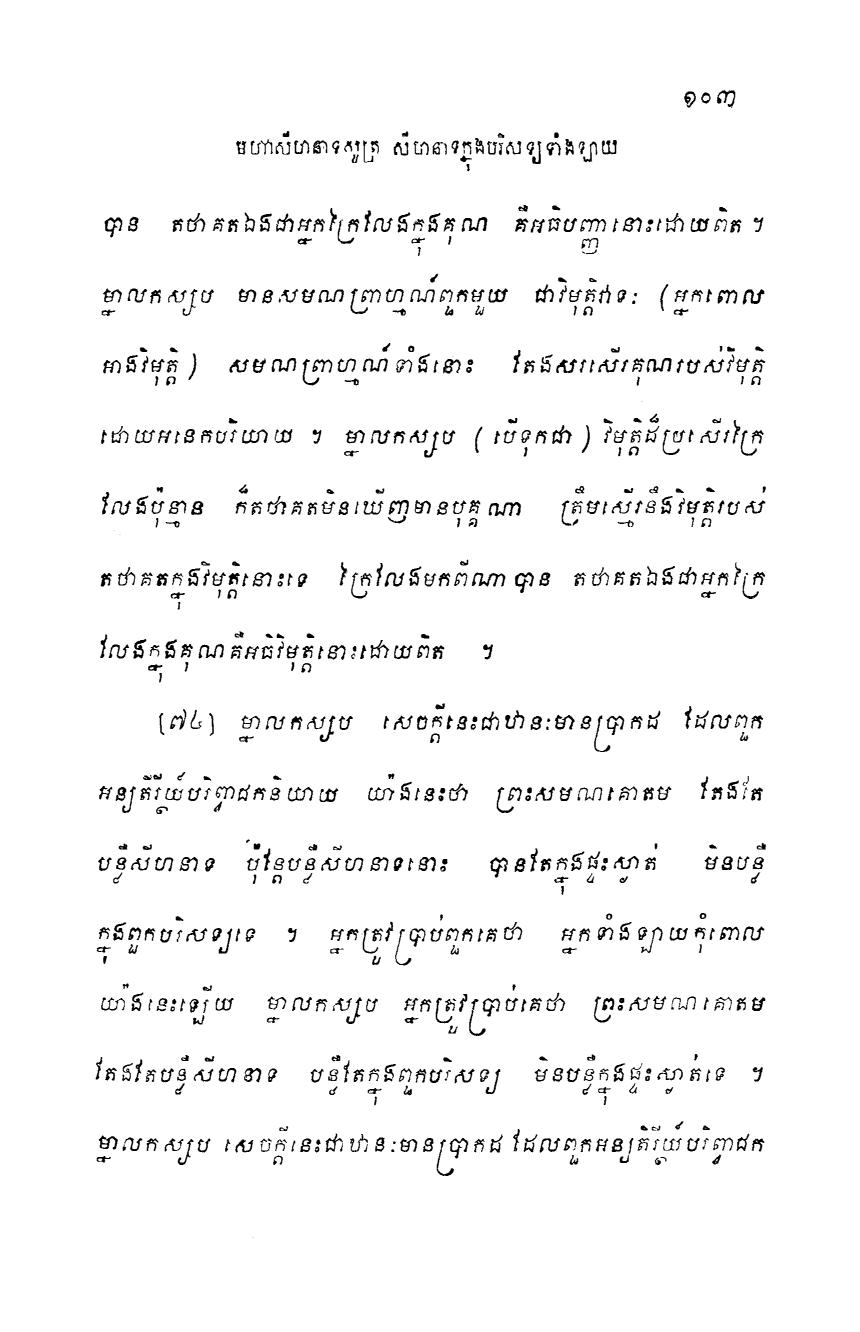 ១០៣
មហាសីហនាទសូត្រ សីហនាទក្នុងបរិសទ្យទាំងឡាយ
បាន តថាគតឯងជាអ្នកក្រៃលែងក្នុងគុណ គឺអធិបញ្ញានោះដោយពិត ។
ម្នាលកស្សប មានសមណព្រាហ្មណ៍ពួកមួយ ជាវិមុត្តិវាទៈ (អ្នកពោល
អាងវិមុត្តិ) សមណព្រាហ្មណ៍ទាំងនោះ តែងសរសើរគុណរបស់វិមុត្តិ
ដោយអនេកបរិយាយ ។ ម្នាលកស្សប (បើទុកជា) វិមុត្តិដ៏ប្រសើរក្រៃ
លែងប៉ុន្មាន ក៏តថាគតមិនឃើញមានបុគ្គណា ត្រឹមស្មើរនឹងវិមុត្តិរបស់
តថាគតក្នុងវិមុត្តិនោះទេ ក្រៃលែងមកពីណាបាន តថាគតឯងជាអ្នកក្រៃ
លែងក្នុងគុណគឺអធិវិមុត្តិនោះដោយពិត ។
[៧៤] ម្នាលកស្សប សេចក្តីនេះជាឋានៈមានប្រាកដ ដែលពួក
អន្យតីរ្ថីយ៍បរិព្វាជកនិយាយ យ៉ាងនេះថា ព្រះសមណគោតម តែងតែ
បន្លឺសីហនាទ ប៉ុន្តែបន្លឺសីហនាទនោះ បានតែក្នុងផ្ទះស្ងាត់ មិនបន្លឺ
ក្នុងពួកបរិសទ្យទេ ។ អ្នកត្រូវប្រាប់ពួកគេថា អ្នកទាំងឡាយកុំពោល
យ៉ាងនេះឡើយ ម្នាលកស្សប អ្នកត្រូវប្រាប់គេថា ព្រះសមណគោតម
តែងតែបន្លឺសីហនាទ បន្លឺតែក្នុងពួកបរិសទ្យ មិនបន្លឺក្នុងផ្ទះស្ងាត់ទេ ។
ម្នាលកស្សប សេចក្តីនេះជាឋានៈមានប្រាកដ ដែលពួកអន្យតិរ្ថីយ៍បរិព្វាជក